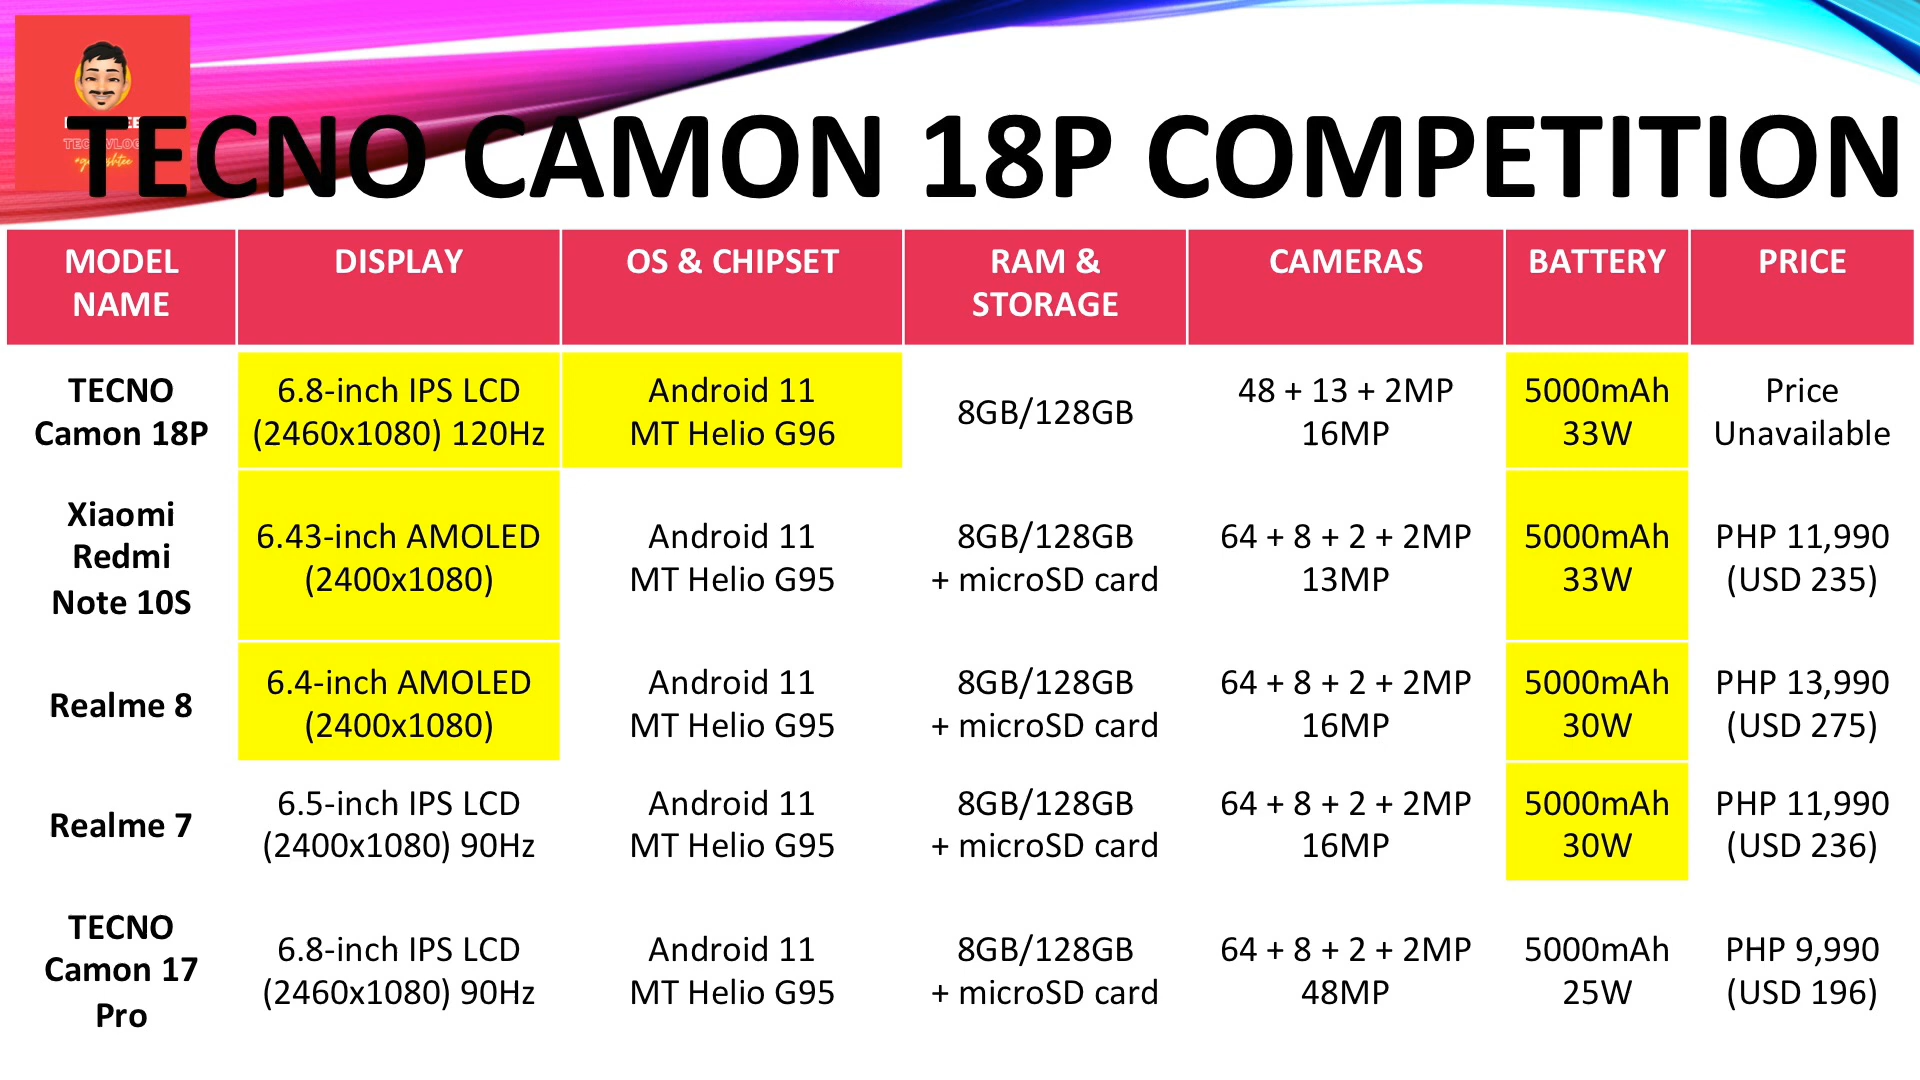 TECNO CAMON 18P COMPETITION
MODEL NAME
DISPLAY
OS & CHIPSET
RAM & STORAGE
CAMERAS
BATTERY
PRICE
TECNO
Camon 18P
6.8-inch IPS LCD
(2460x1080) 120Hz
Android 11
MT Helio G96
8GB/128GB
48 + 13 + 2MP
16MP
5000mAh
33W
Price
Unavailable
Xiaomi
Redmi
Note 10S
6.43-inch AMOLED
(2400x1080)
Android 11
MT Helio G95
8GB/128GB
+ microSD card
64 + 8 + 2 + 2MP
13MP
5000mAh
33W
PHP 11,990
(USD 235)
Realme 8
6.4-inch AMOLED
(2400x1080)
Android 11
MT Helio G95
8GB/128GB
+ microSD card
64 + 8 + 2 + 2MP
16MP
5000mAh
30W
PHP 13,990
(USD 275)
Realme 7
6.5-inch IPS LCD
(2400x1080) 90Hz
Android 11
MT Helio G95
8GB/128GB
+ microSD card
64 + 8 + 2 + 2MP
16MP
5000mAh
30W
PHP 11,990
(USD 236)
TECNO
Camon 17
Pro
6.8-inch IPS LCD
(2460x1080) 90Hz
Android 11
MT Helio G95
8GB/128GB
+ microSD card
64 + 8 + 2 + 2MP
48MP
5000mAh
25W
PHP 9,990
(USD 196)